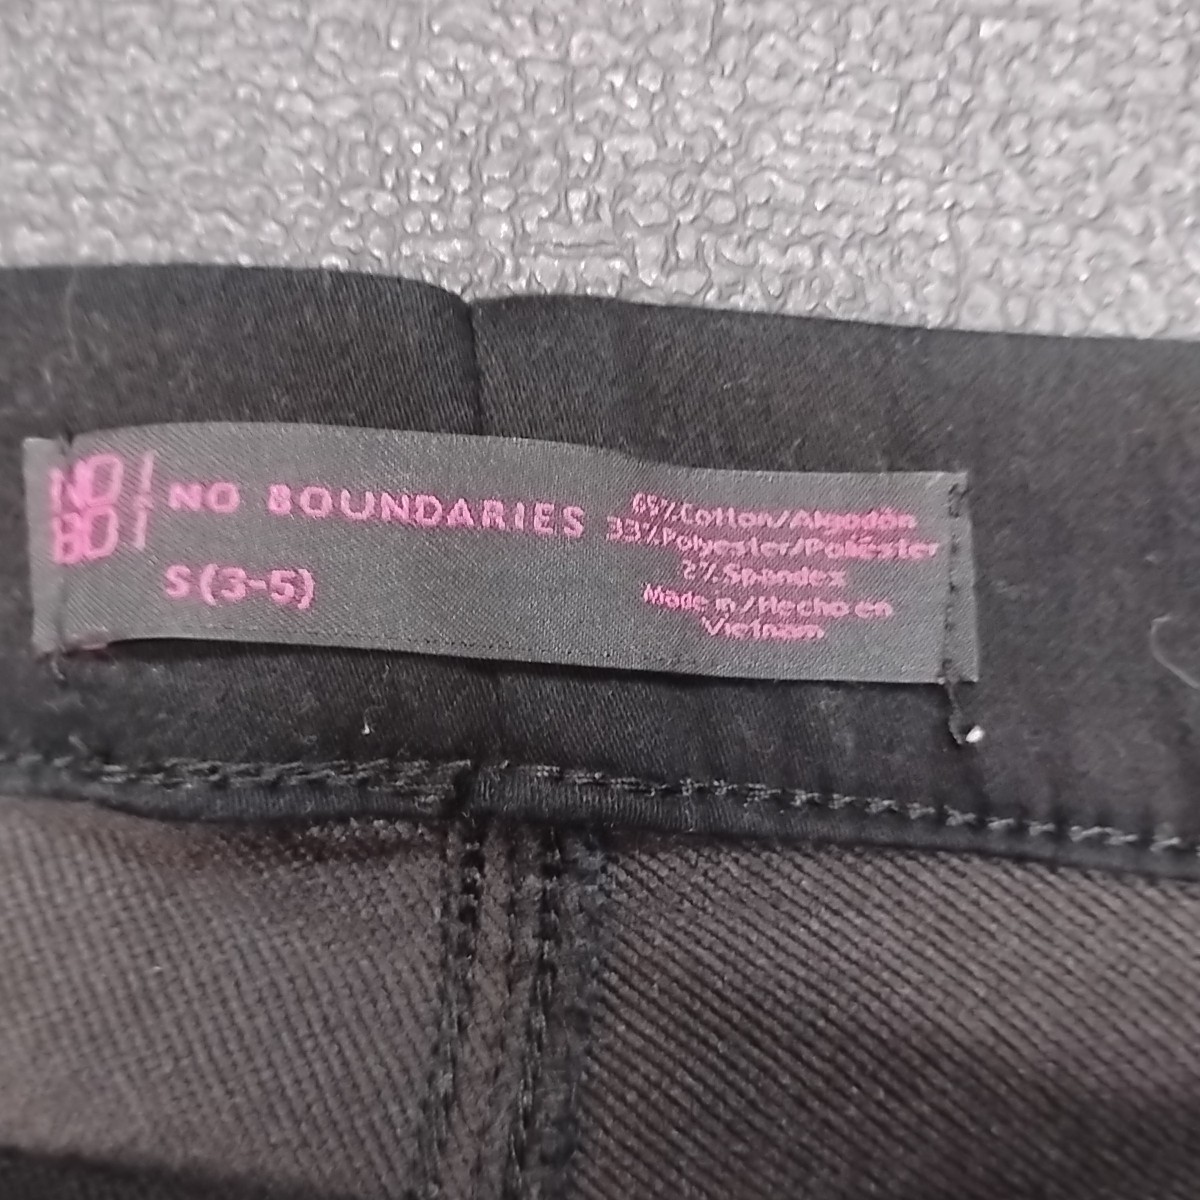 NO
BO
NO BOUNDARIES
S (3-5)
65% Cotton/Algodón
33% Polyester/Poliéster
2% Spandex
Made in / Hecho en
Vietnam